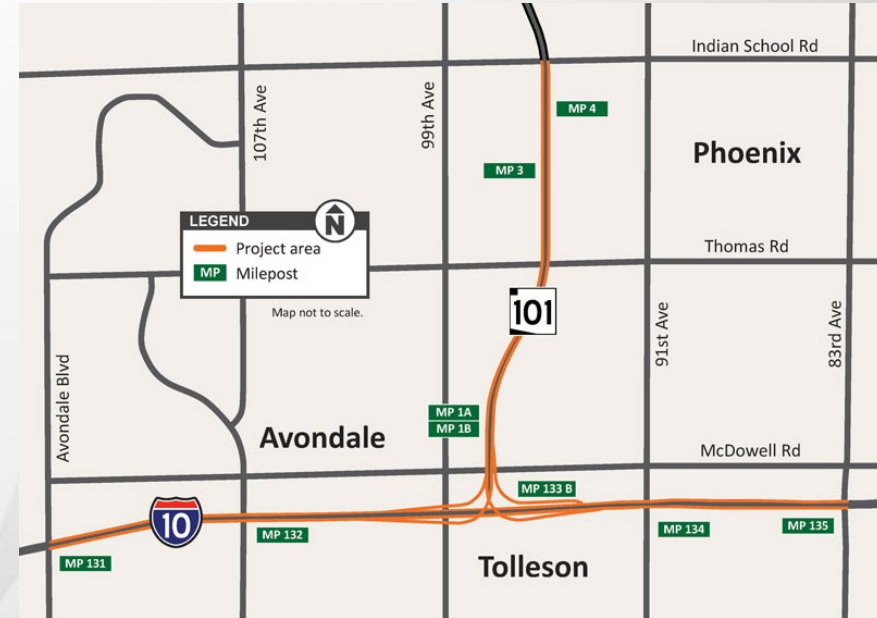 Indian School Rd
107th Ave
99th Ave
MP 4
MP 3
Phoenix
LEGEND
N
Project area
MP Milepost
Map not to scale.
Thomas Rd
101
91st Ave
83rd Ave
Avondale Blvd
MP 1A
MP 1B
Avondale
McDowell Rd
MP 133 B
10
MP 132
MP 134
MP 135
MP 131
Tolleson